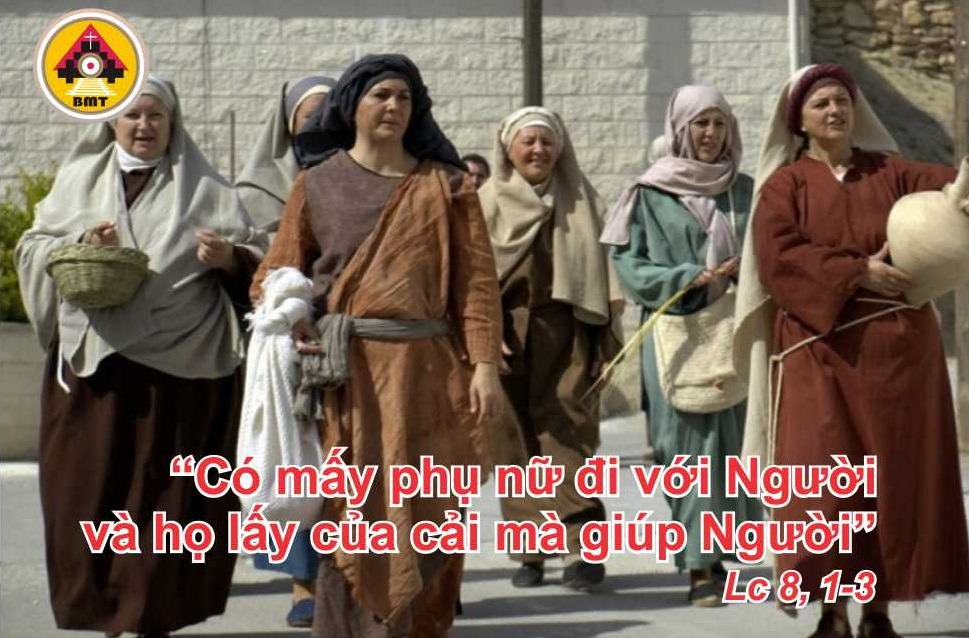 BMT
“Có mấy phụ nữ đi với Người
và họ lấy của cải mà giúp Người”
Lc 8, 1-3